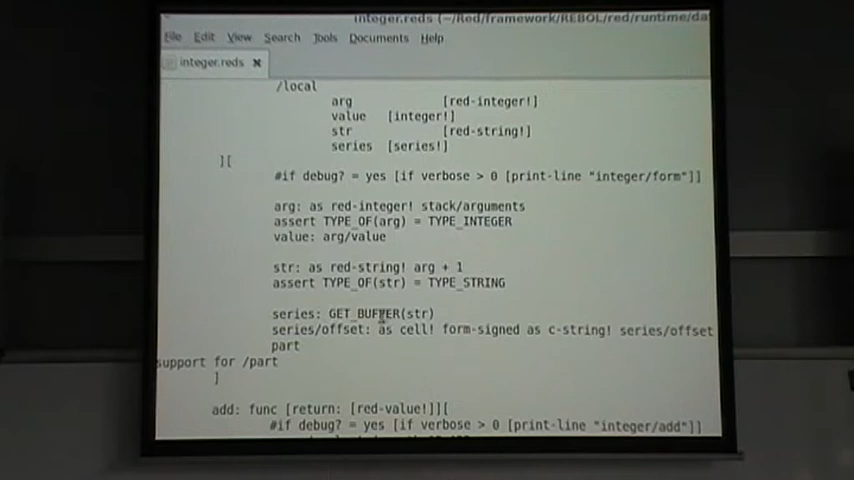 integer.reds (~/Red/framework/REBOL/red/runtime/da
File Edit View Search Tools Documents Help
integer.reds ✖
/local
arg [red-integer!]
value [integer!]
str [red-string!]
series [series!]
][
#if debug? = yes [if verbose > 0 [print-line "integer/form"]]
arg: as red-integer! stack/arguments
assert TYPE_OF(arg) = TYPE_INTEGER
value: arg/value
str: as red-string! arg + 1
assert TYPE_OF(str) = TYPE_STRING
series: GET_BUFFER(str)
series/offset: as cell! form-signed as c-string! series/offset
part
support for /part
]
add: func [return: [red-value!]][
#if debug? = yes [if verbose > 0 [print-line "integer/add"]]